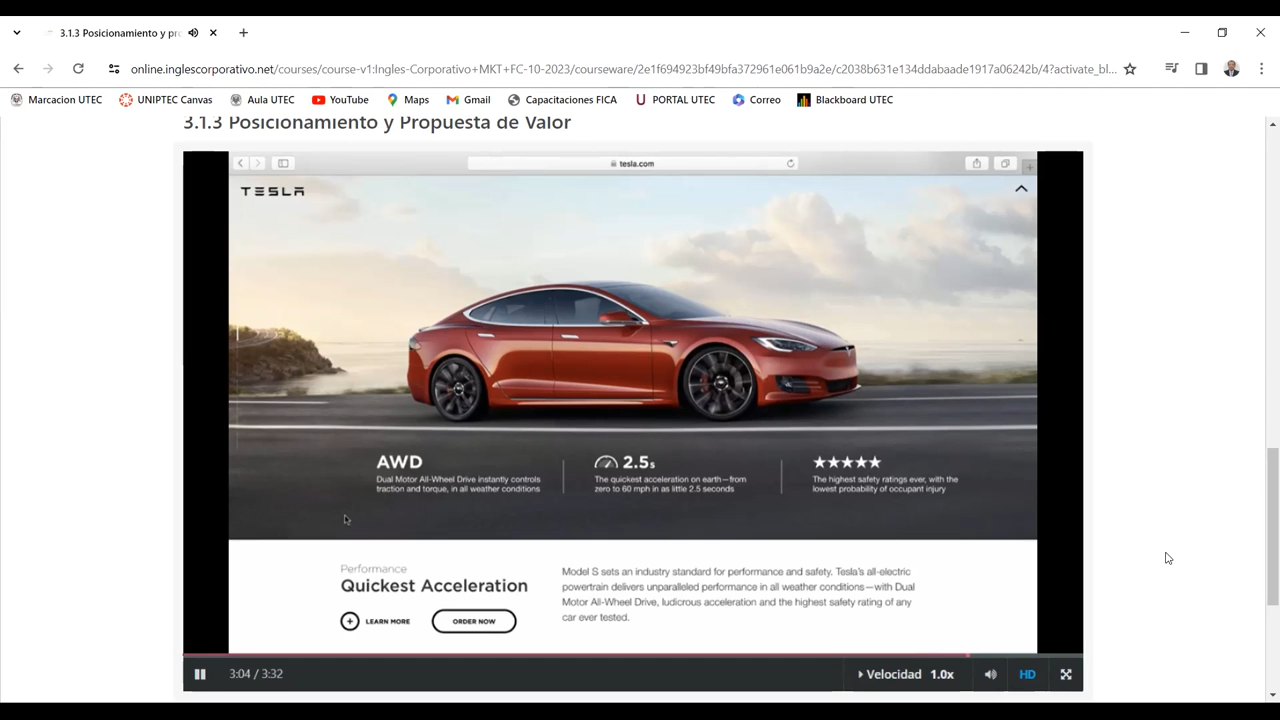 3.1.3 Posicionamiento y pro
online.inglescorporativo.net/courses/course-v1:Ingles-Corporativo+MKT+FC-10-2023/courseware/2e1f694923bf49bfa372961e061b9a2e/c2038b631e134ddabaade1917a06242b/4?activate_bl...
Marcacion UTEC UNIPTEC Canvas Aula UTEC YouTube Maps Gmail Capacitaciones FICA PORTAL UTEC Correo Blackboard UTEC
3.1.3 Posicionamiento y Propuesta de Valor
tesla.com
TESLA
AWD
Dual Motor All-Wheel Drive instantly controls
traction and torque, in all weather conditions
2.5s
The quickest acceleration on earth—from
zero to 60 mph in as little 2.5 seconds
★★★★★
The highest safety ratings ever, with the
lowest probability of occupant injury
Performance
Quickest Acceleration
LEARN MORE ORDER NOW
Model S sets an industry standard for performance and safety. Tesla's all-electric
powertrain delivers unparalleled performance in all weather conditions—with Dual
Motor All-Wheel Drive, ludicrous acceleration and the highest safety rating of any
car ever tested.
3:04 / 3:32 Velocidad 1.0x HD